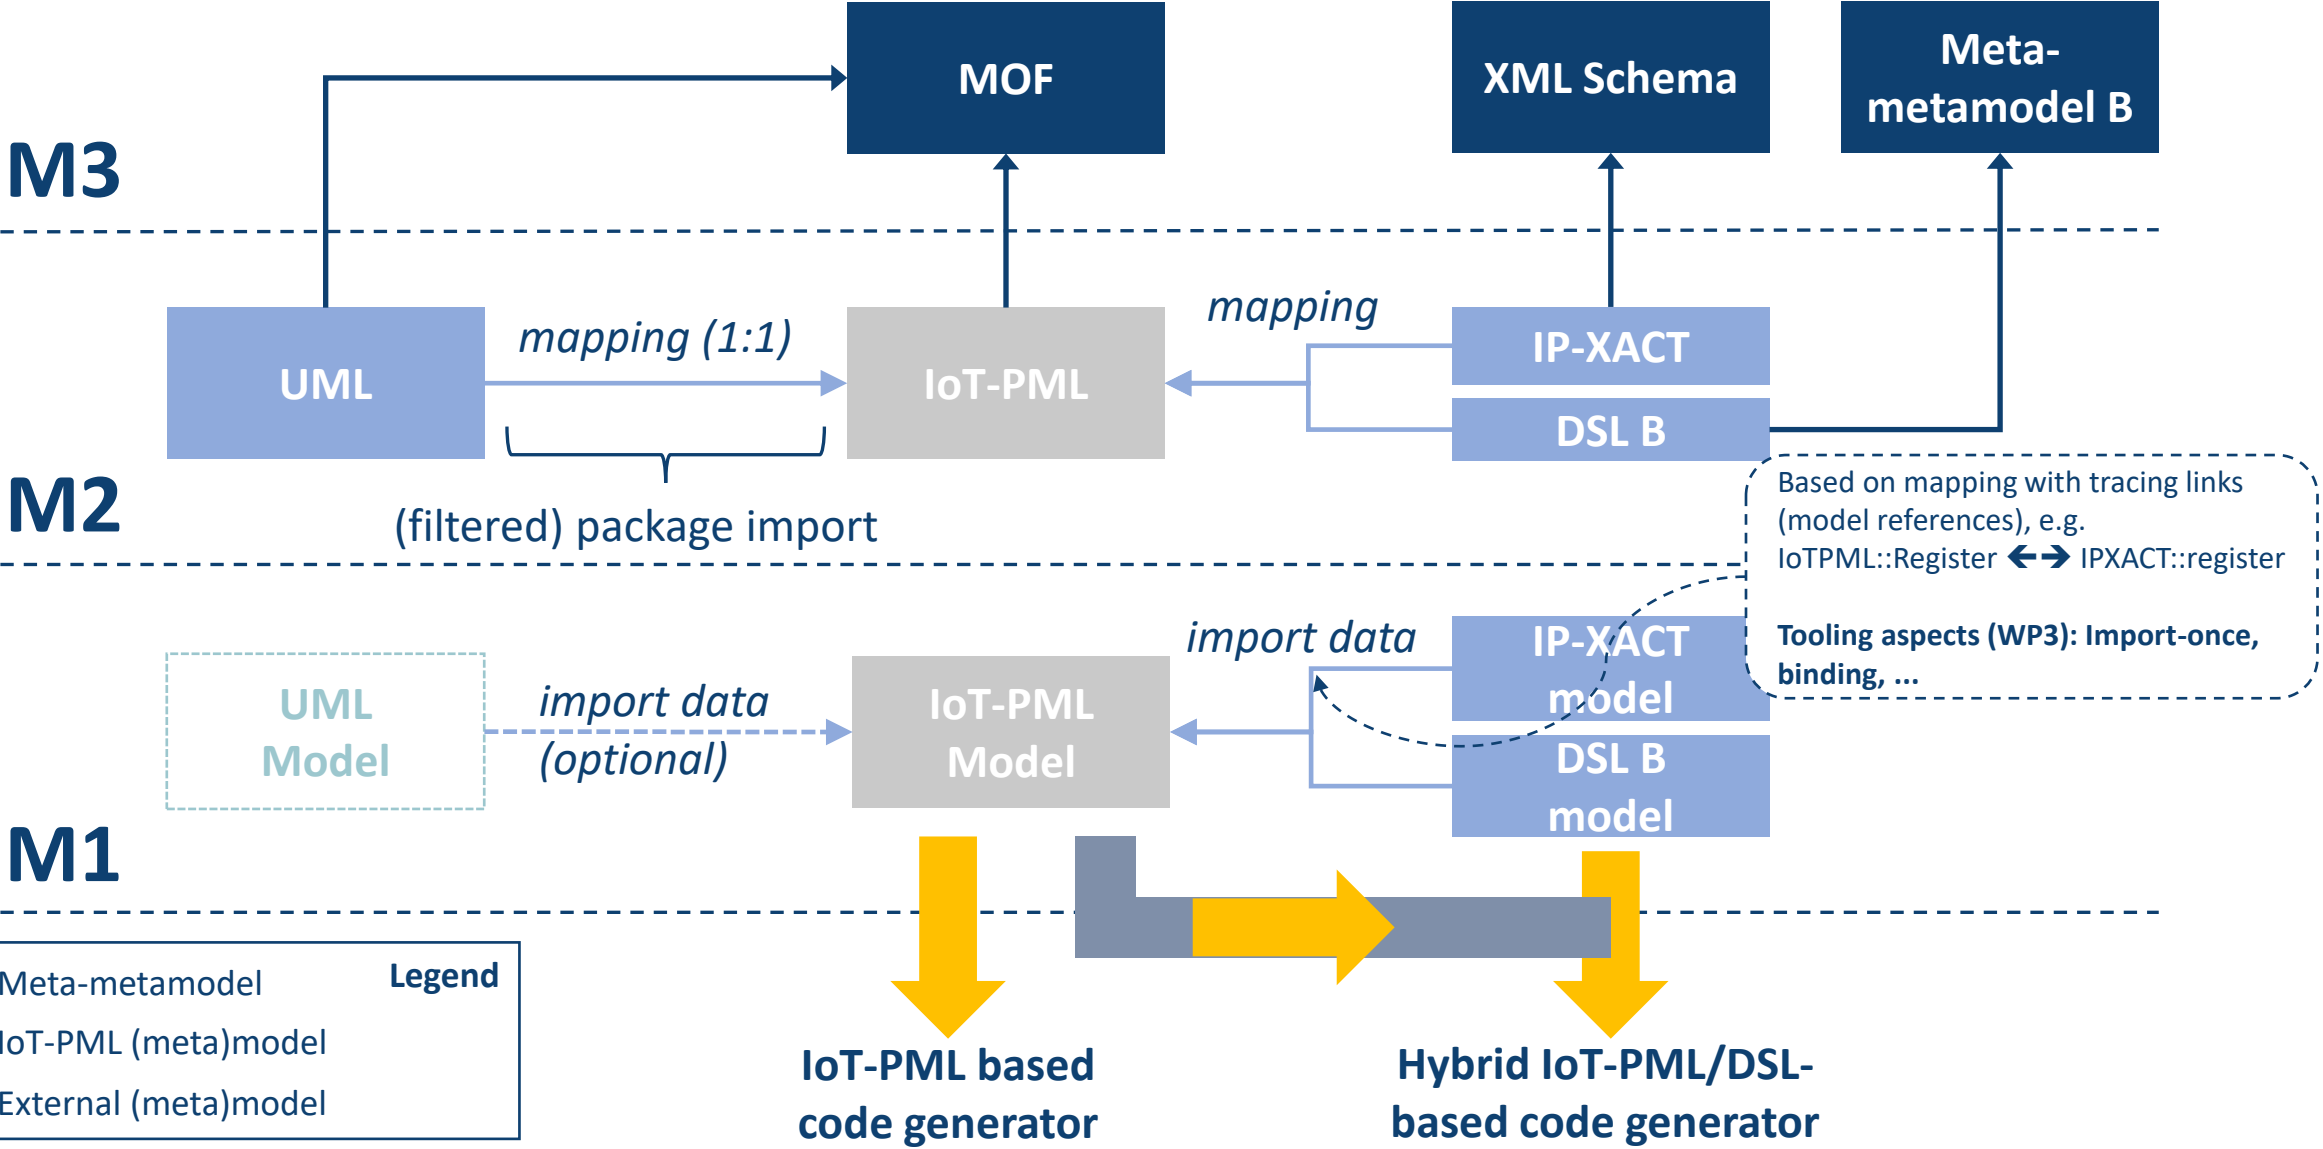 MOF
XML Schema
Meta-
metamodel B
M3
UML
mapping (1:1)
(filtered) package import
IoT-PML
mapping
IP-XACT
DSL B
M2
Based on mapping with tracing links
(model references), e.g.
IoTPML::Register ←→ IPXACT::register
Tooling aspects (WP3): Import-once,
binding, ...
UML
Model
import data
(optional)
IoT-PML
Model
import data
IP-XACT
model
DSL B
model
M1
Legend
Meta-metamodel
IoT-PML (meta)model
External (meta)model
IoT-PML based
code generator
Hybrid IoT-PML/DSL-
based code generator